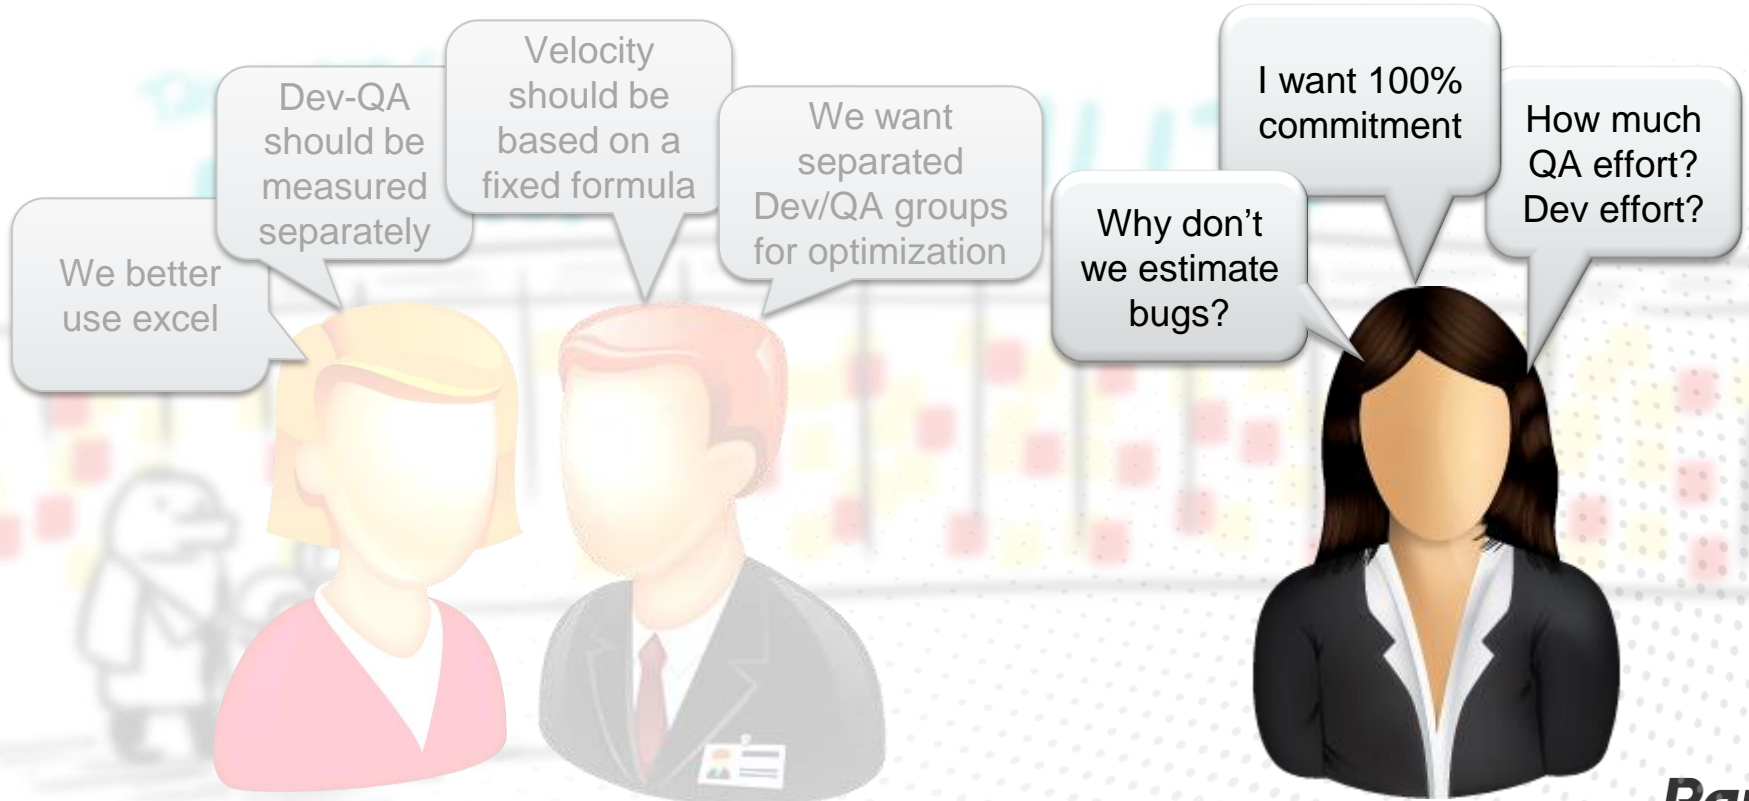 We better
use excel
Dev-QA
should be
measured
separately
Velocity
should be
based on a
fixed formula
We want
separated
Dev/QA groups
for optimization
Why don’t
we estimate
bugs?
I want 100%
commitment
How much
QA effort?
Dev effort?